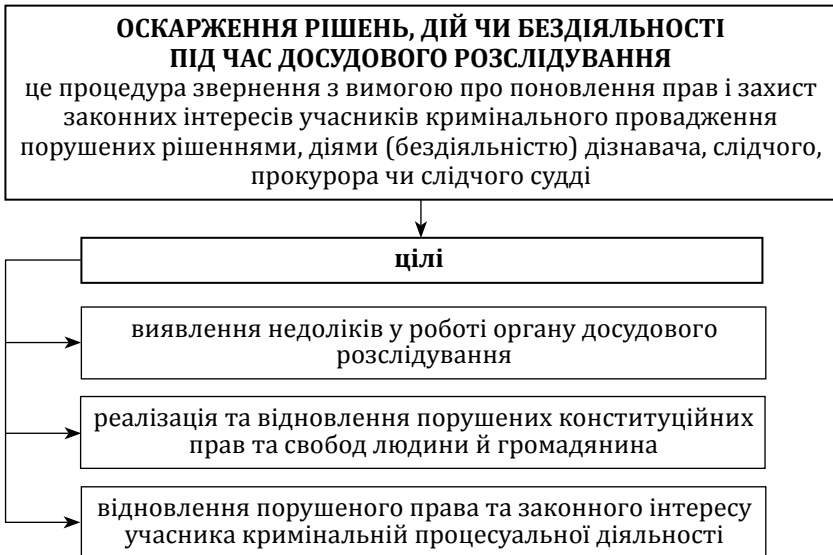 ОСКАРЖЕННЯ РІШЕНЬ, ДІЙ ЧИ БЕЗДІЯЛЬНОСТІ
ПІД ЧАС ДОСУДОВОГО РОЗСЛІДУВАННЯ
це процедура звернення з вимогою про поновлення прав і захист
законних інтересів учасників кримінального провадження
порушених рішеннями, діями (бездіяльністю) дізнавача, слідчого,
прокурора чи слідчого судді
цілі
виявлення недоліків у роботі органу досудового
розслідування
реалізація та відновлення порушених конституційних
прав та свобод людини й громадянина
відновлення порушеного права та законного інтересу
учасника кримінальній процесуальної діяльності